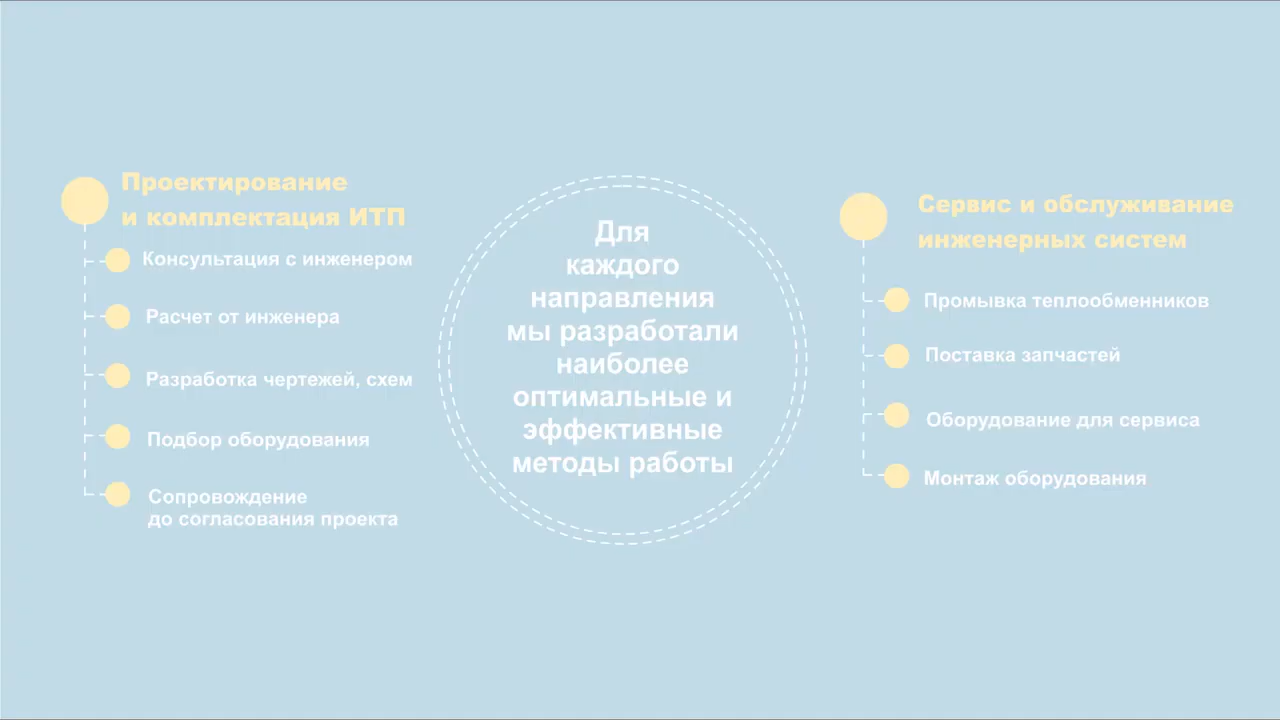 Проектирование
и комплектация ИТП
Консультация с инженером
Расчет от инженера
Разработка чертежей, схем
Подбор оборудования
Сопровождение
до согласования проекта
Для
каждого
направления
мы разработали
наиболее
оптимальные и
эффективные
методы работы
Сервис и обслуживание
инженерных систем
Промывка теплообменников
Поставка запчастей
Оборудование для сервиса
Монтаж оборудования